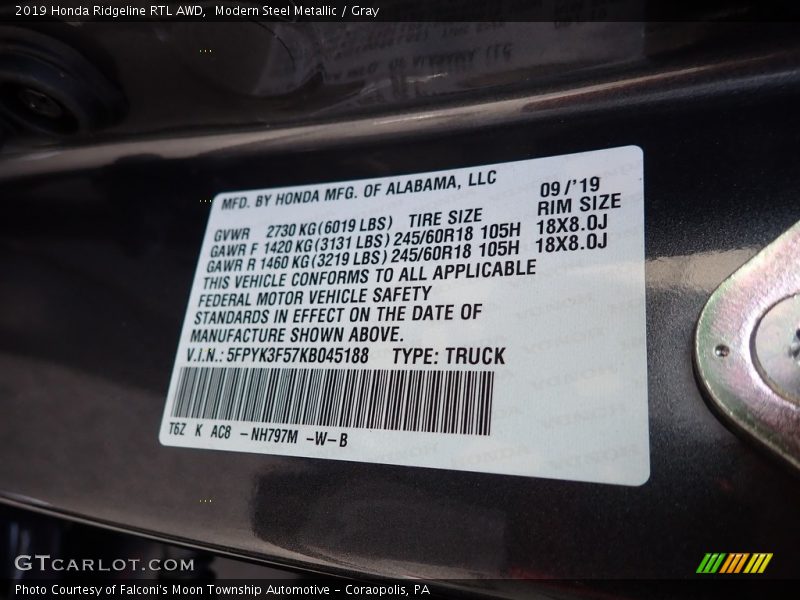 2019 Honda Ridgeline RTL AWD,  Modern Steel Metallic / Gray
MFD. BY HONDA MFG. OF ALABAMA, LLC 09/'19
GVWR 2730 KG(6019 LBS) TIRE SIZE RIM SIZE
GAWR F 1420 KG(3131 LBS) 245/60R18 105H 18X8.0J
GAWR R 1460 KG(3219 LBS) 245/60R18 105H 18X8.0J
THIS VEHICLE CONFORMS TO ALL APPLICABLE
FEDERAL MOTOR VEHICLE SAFETY
STANDARDS IN EFFECT ON THE DATE OF
MANUFACTURE SHOWN ABOVE.
V.I.N.: 5FPYK3F57KB045188 TYPE: TRUCK
T6Z K AC8 -NH797M -W-B
GTCARLOT.COM
Photo Courtesy of Falconi's Moon Township Automotive - Coraopolis, PA